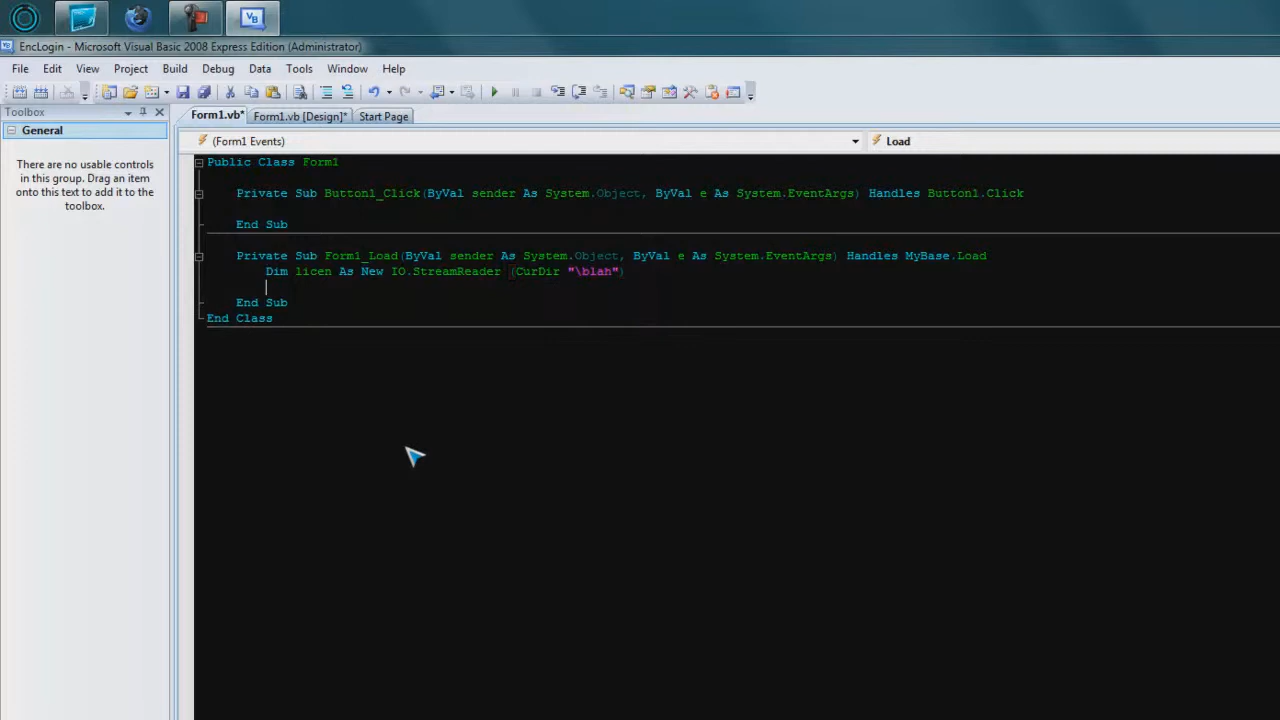 VB
EncLogin - Microsoft Visual Basic 2008 Express Edition (Administrator)
File Edit View Project Build Debug Data Tools Window Help
Toolbox
Form1.vb* Form1.vb [Design]* Start Page
General
(Form1 Events) Load
There are no usable controls
in this group. Drag an item
onto this text to add it to the
toolbox.
Public Class Form1
Private Sub Button1_Click(ByVal sender As System.Object, ByVal e As System.EventArgs) Handles Button1.Click
End Sub
Private Sub Form1_Load(ByVal sender As System.Object, ByVal e As System.EventArgs) Handles MyBase.Load
Dim licen As New IO.StreamReader (CurDir "\blah")
End Sub
End Class